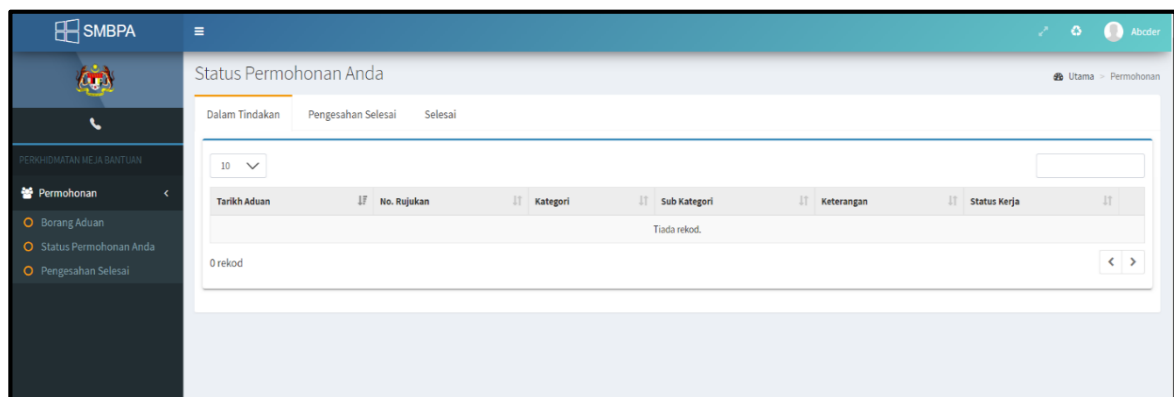 SMBPA
Abcder
Status Permohonan Anda
Utama > Permohonan
PERKHIDMATAN MEJA BANTUAN
Permohonan
Borang Aduan
Status Permohonan Anda
Pengesahan Selesai
Dalam Tindakan Pengesahan Selesai Selesai
10
Tarikh Aduan No. Rujukan Kategori Sub Kategori Keterangan Status Kerja
Tiada rekod.
0 rekod